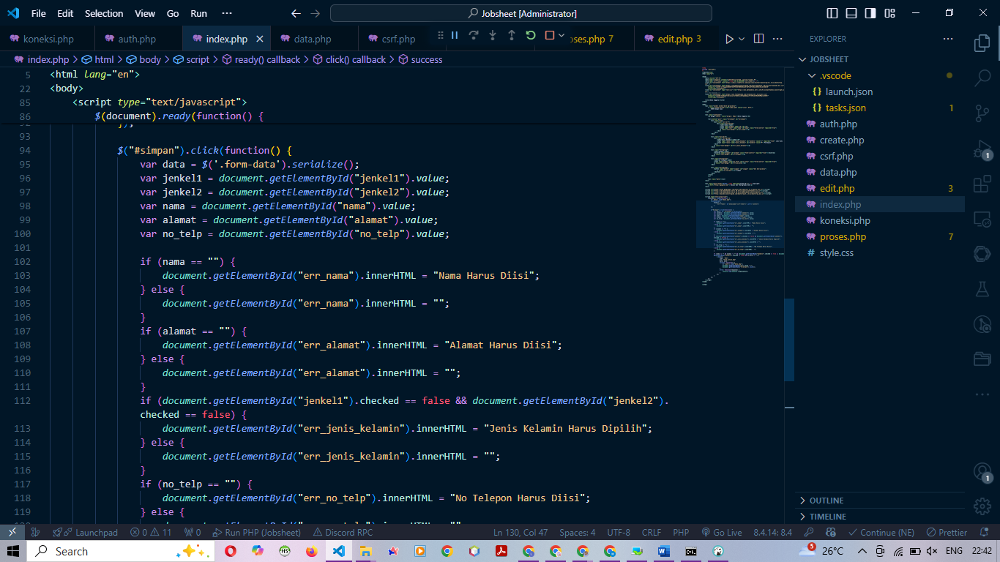 File Edit Selection View Go Run ··· Jobsheet [Administrator]
koneksi.php auth.php index.php data.php csrf.php oses.php 7 edit.php 3
index.php > html > body > script > ready() callback > click() callback > success
5 <html lang="en">
22 <body>
85 <script type="text/javascript">
86 $(document).ready(function() {
92 });
93
94 $("#simpan").click(function() {
95 var data = $('.form-data').serialize();
96 var jenkel1 = document.getElementById("jenkel1").value;
97 var jenkel2 = document.getElementById("jenkel2").value;
98 var nama = document.getElementById("nama").value;
99 var alamat = document.getElementById("alamat").value;
100 var no_telp = document.getElementById("no_telp").value;
101
102 if (nama == "") {
103 document.getElementById("err_nama").innerHTML = "Nama Harus Diisi";
104 } else {
105 document.getElementById("err_nama").innerHTML = "";
106 }
107 if (alamat == "") {
108 document.getElementById("err_alamat").innerHTML = "Alamat Harus Diisi";
109 } else {
110 document.getElementById("err_alamat").innerHTML = "";
111 }
112 if (document.getElementById("jenkel1").checked == false && document.getElementById("jenkel2").
checked == false) {
113 document.getElementById("err_jenis_kelamin").innerHTML = "Jenis Kelamin Harus Dipilih";
114 } else {
115 document.getElementById("err_jenis_kelamin").innerHTML = "";
116 }
117 if (no_telp == "") {
118 document.getElementById("err_no_telp").innerHTML = "No Telepon Harus Diisi";
119 } else {
EXPLORER ···
JOBSHEET
.vscode
{} launch.json
{} tasks.json 1
auth.php
create.php
csrf.php
data.php
edit.php 3
index.php
koneksi.php
proses.php 7
# style.css
OUTLINE
TIMELINE
1
1
Launchpad 0 11 0 Run PHP (Jobsheet) Discord RPC Ln 130, Col 47 Spaces: 4 UTF-8 CRLF PHP Go Live 8.4.14: 8.4 Continue (NE) Prettier
Search 5 26°C ENG 22:42